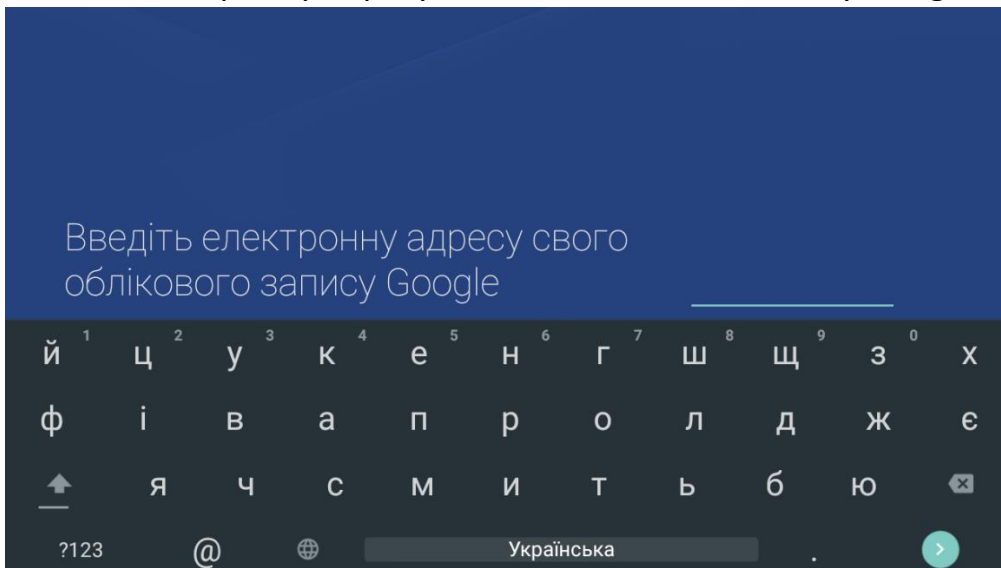 Введіть електронну адресу свого
облікового запису Google
й 1 ц 2 у 3 к 4 е 5 н 6 г 7 ш 8 щ 9 з 0 х
ф і в а п р о л д ж є
я ч с м и т ь б ю
?123 @ Українська .